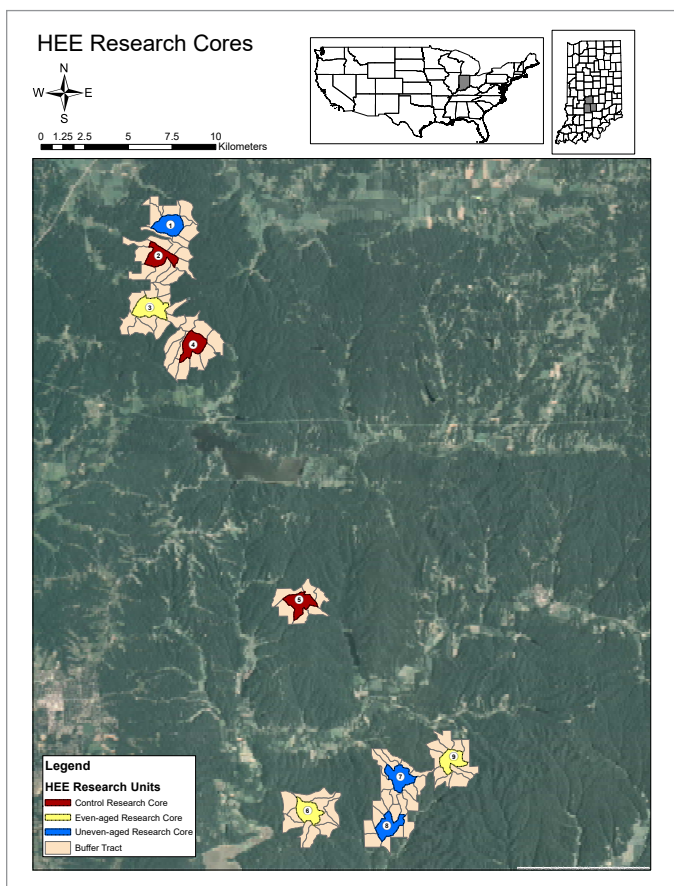 HEE Research Cores
N
W E
S
0 1.25 2.5 5 7.5 10
Kilometers
1
2
3
4
5
9
7
6
8
Legend
HEE Research Units
Control Research Core
Even-aged Research Core
Uneven-aged Research Core
Buffer Tract